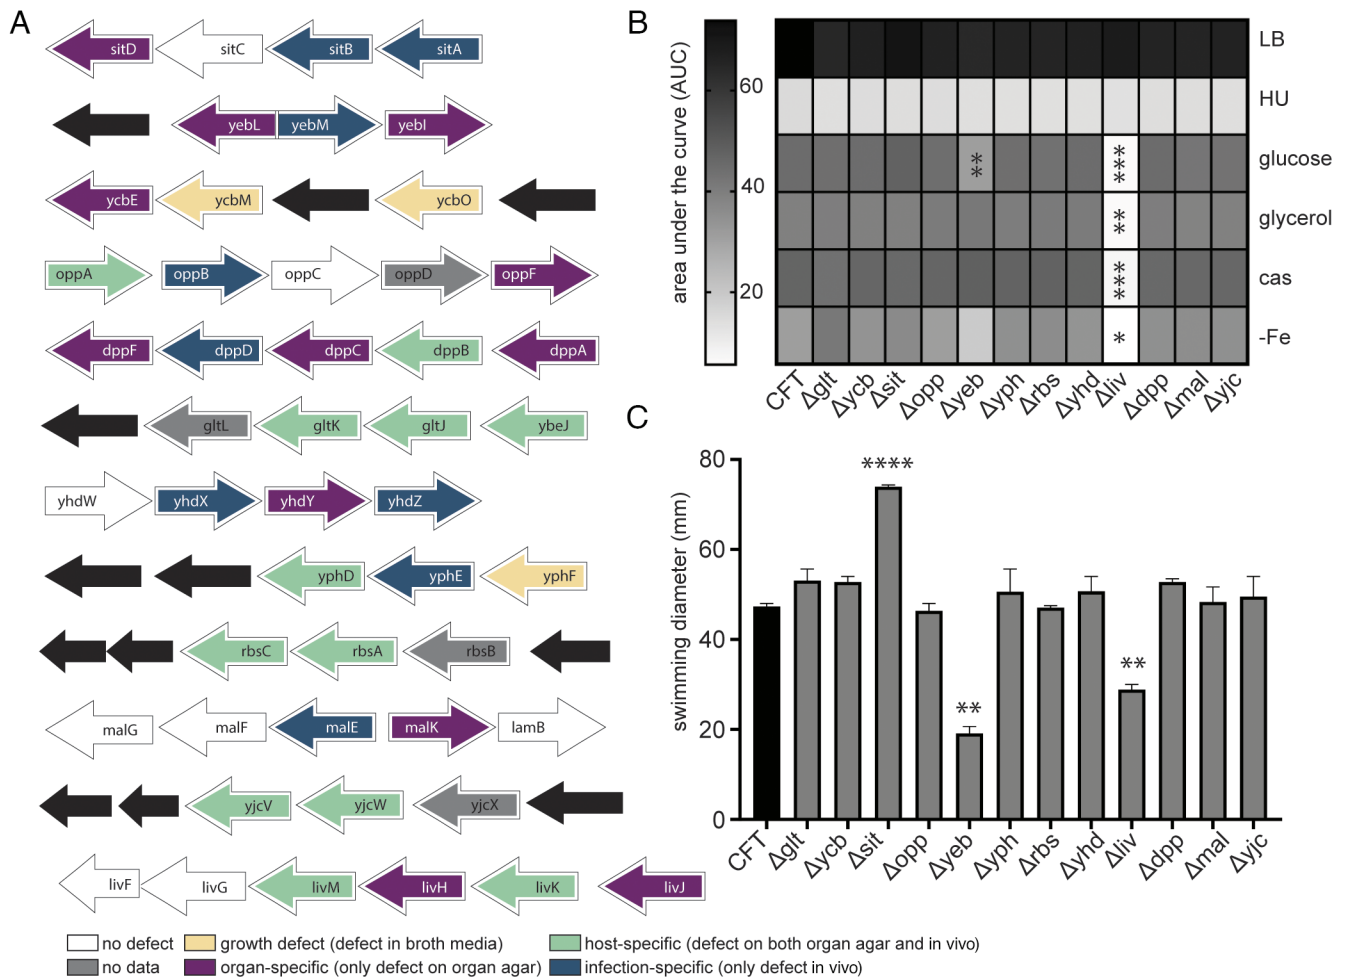 A
sitD sitC sitB sitA
yebL yebM yebI
ycbE ycbM ycbO
oppA oppB oppC oppD oppF
dppF dppD dppC dppB dppA
gltL gltK gltJ ybeJ
yhdW yhdX yhdY yhdZ
yphD yphE yphF
rbsC rbsA rbsB
malG malF malE malK lamB
yjcV yjcW yjcX
livF livG livM livH livK livJ
no defect growth defect (defect in broth media) host-specific (defect on both organ agar and in vivo)
no data organ-specific (only defect on organ agar) infection-specific (only defect in vivo)
B
area under the curve (AUC)
60
40
20
LB
HU
glucose ** ***
glycerol **
cas ***
-Fe *
CFT Δglt Δycb Δsit Δopp Δyeb Δyph Δrbs Δyhd Δliv Δdpp Δmal Δyjc
C
swimming diameter (mm)
80
60
40
20
0
****
**
**
CFT Δglt Δycb Δsit Δopp Δyeb Δyph Δrbs Δyhd Δliv Δdpp Δmal Δyjc